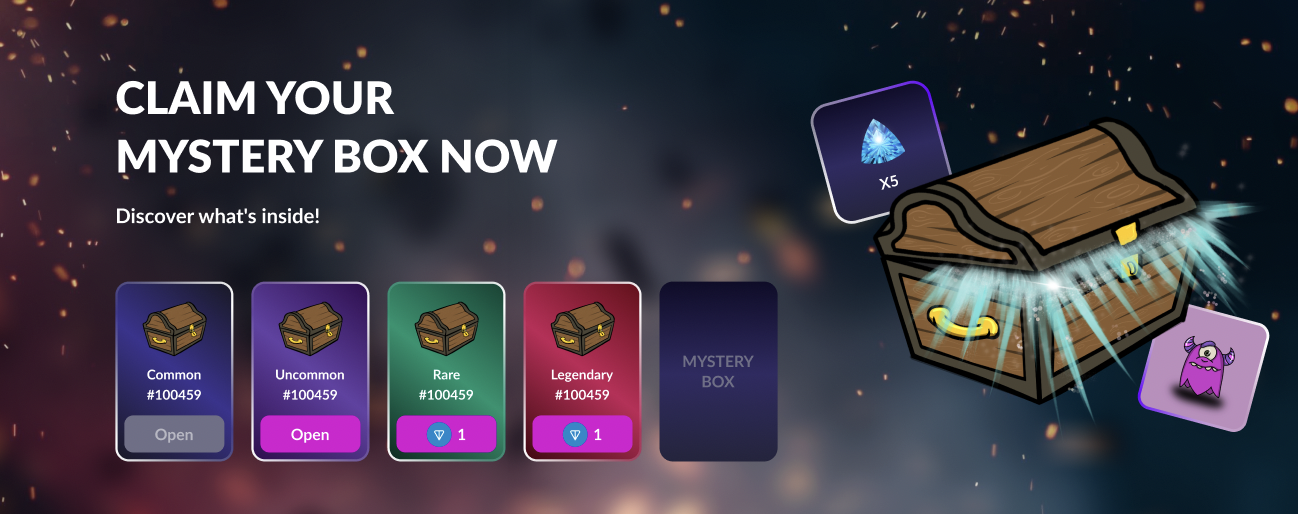 CLAIM YOUR
MYSTERY BOX NOW
Discover what's inside!
X5
Common
#100459
Open
Uncommon
#100459
Open
Rare
#100459
1
Legendary
#100459
1
MYSTERY
BOX